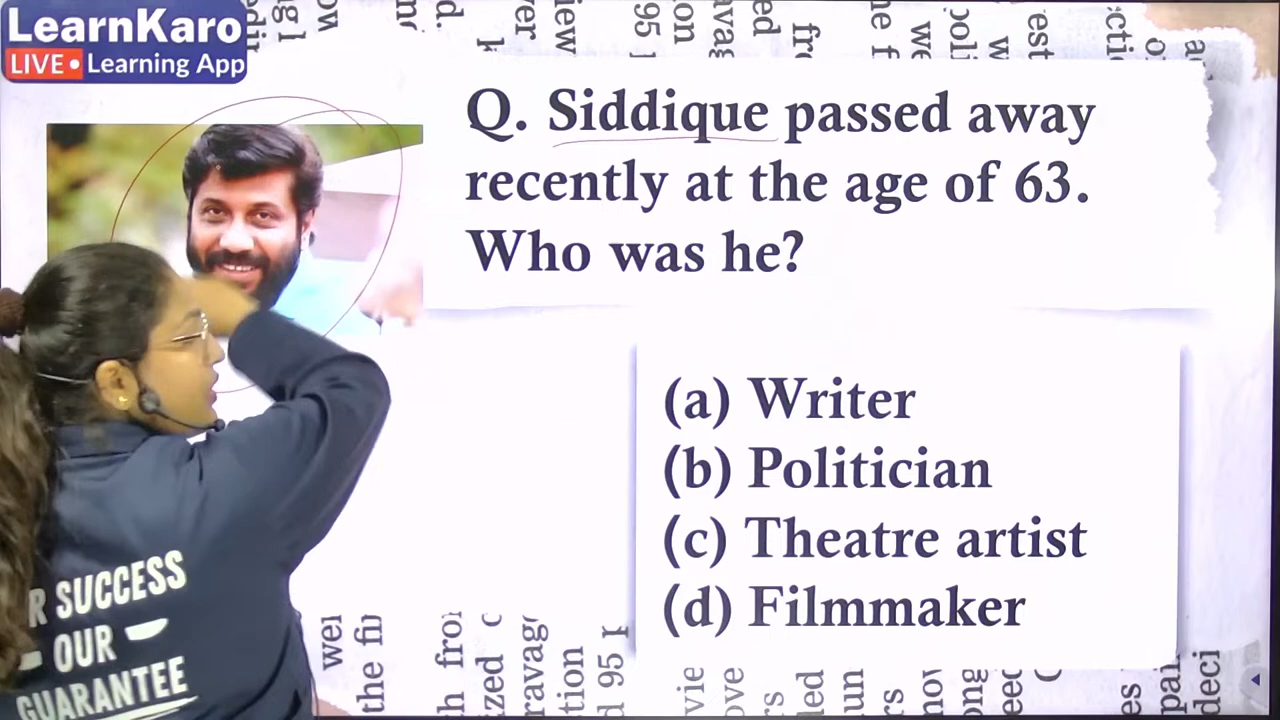 LearnKaro
LIVE • Learning App
Q. Siddique passed away
recently at the age of 63.
Who was he?
(a) Writer
(b) Politician
(c) Theatre artist
(d) Filmmaker
R SUCCESS
OUR
GUARANTEE